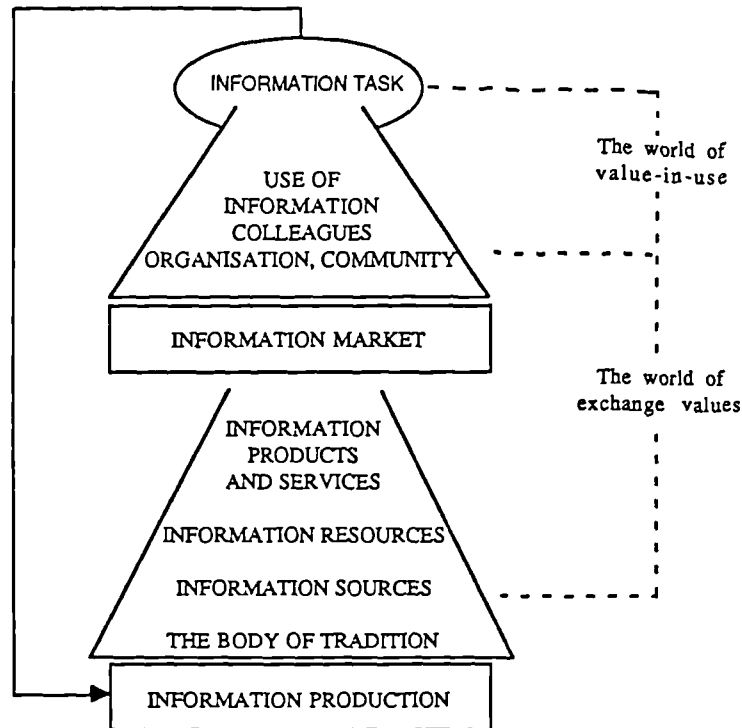 INFORMATION TASK
The world of
value-in-use
USE OF
INFORMATION
COLLEAGUES
ORGANISATION, COMMUNITY
INFORMATION MARKET
The world of
exchange values
INFORMATION
PRODUCTS
AND SERVICES
INFORMATION RESOURCES
INFORMATION SOURCES
THE BODY OF TRADITION
INFORMATION PRODUCTION